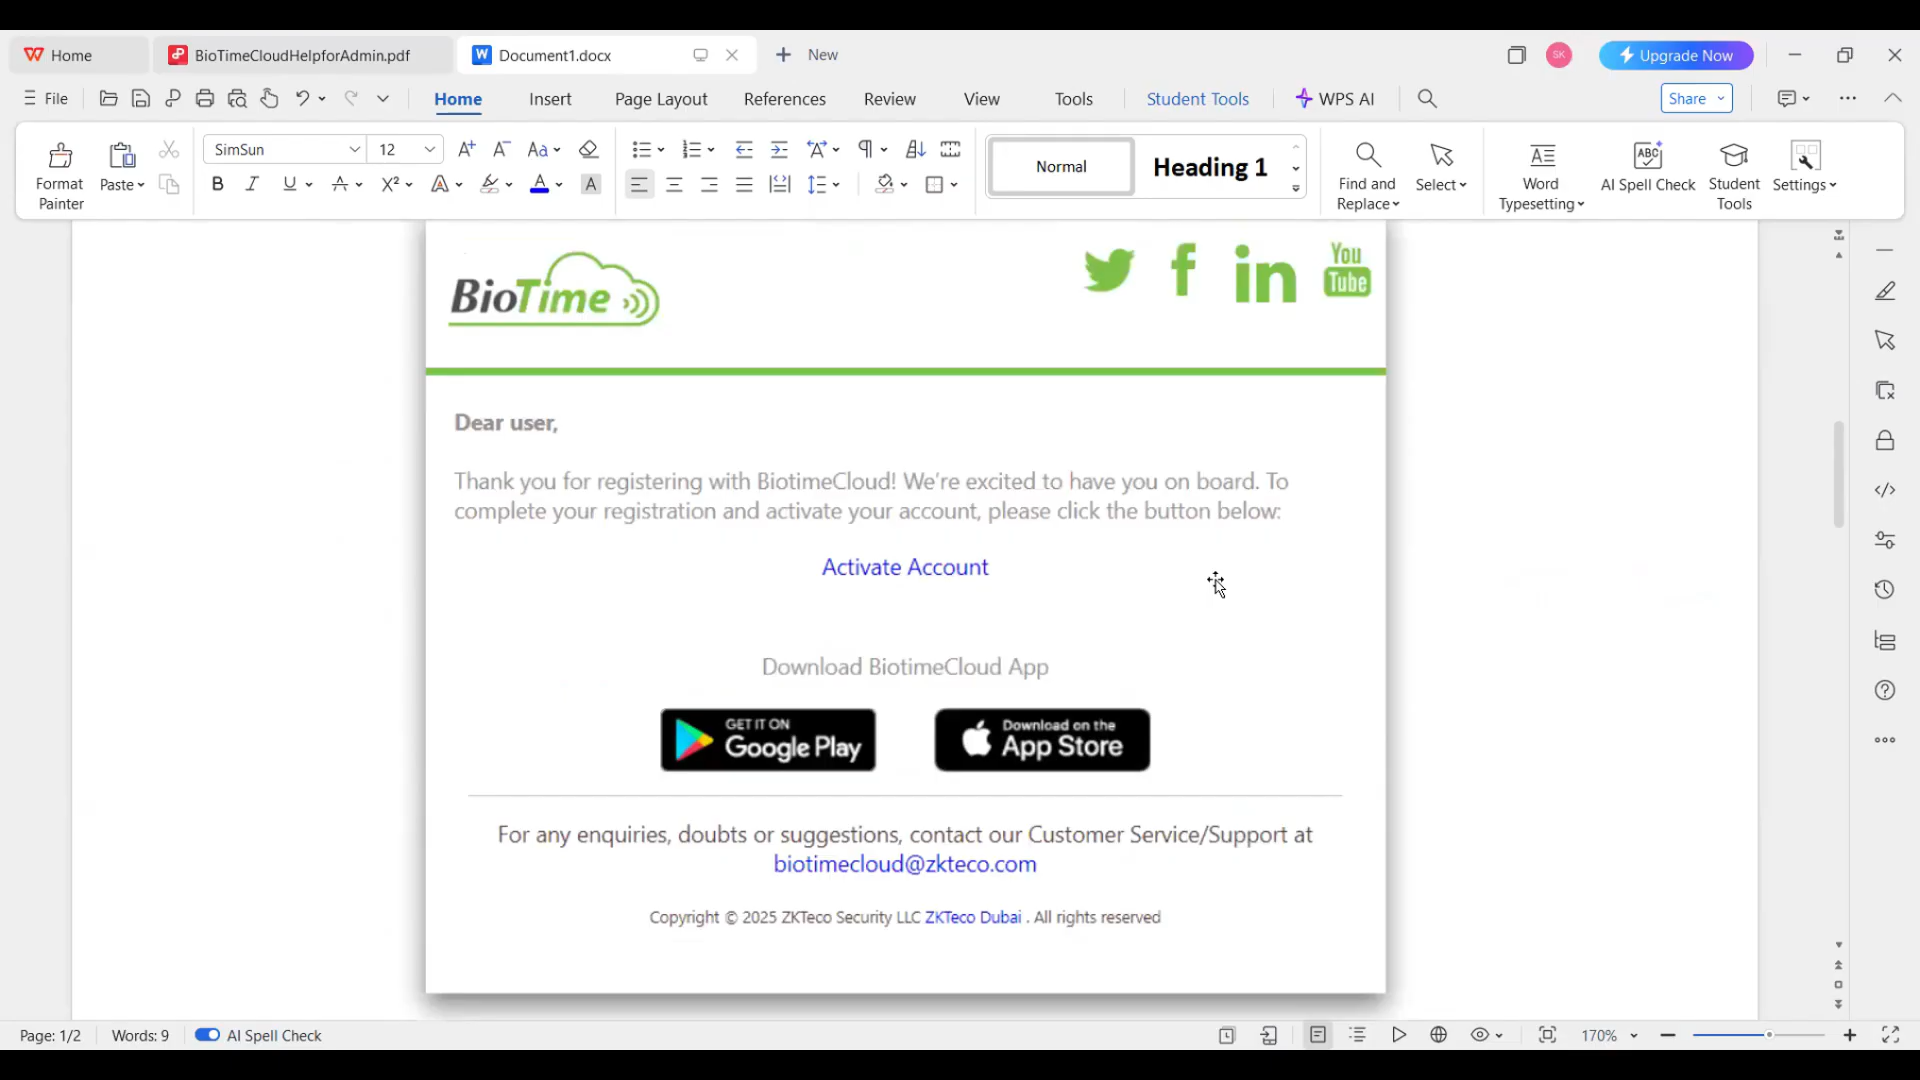 Home BioTimeCloudHelpforAdmin.pdf Document1.docx New SK Upgrade Now
File Home Insert Page Layout References Review View Tools Student Tools WPS AI Share
Format Painter Paste SimSun 12 Normal Heading 1 Find and Replace Select Word Typesetting AI Spell Check Student Tools Settings
BioTime
You
Tube
Dear user,
Thank you for registering with BiotimeCloud! We're excited to have you on board. To
complete your registration and activate your account, please click the button below:
Activate Account
Download BiotimeCloud App
GET IT ON
Google Play
Download on the
App Store
For any enquiries, doubts or suggestions, contact our Customer Service/Support at
biotimecloud@zkteco.com
Copyright © 2025 ZKTeco Security LLC ZKTeco Dubai . All rights reserved
Page: 1/2 Words: 9 AI Spell Check 170%